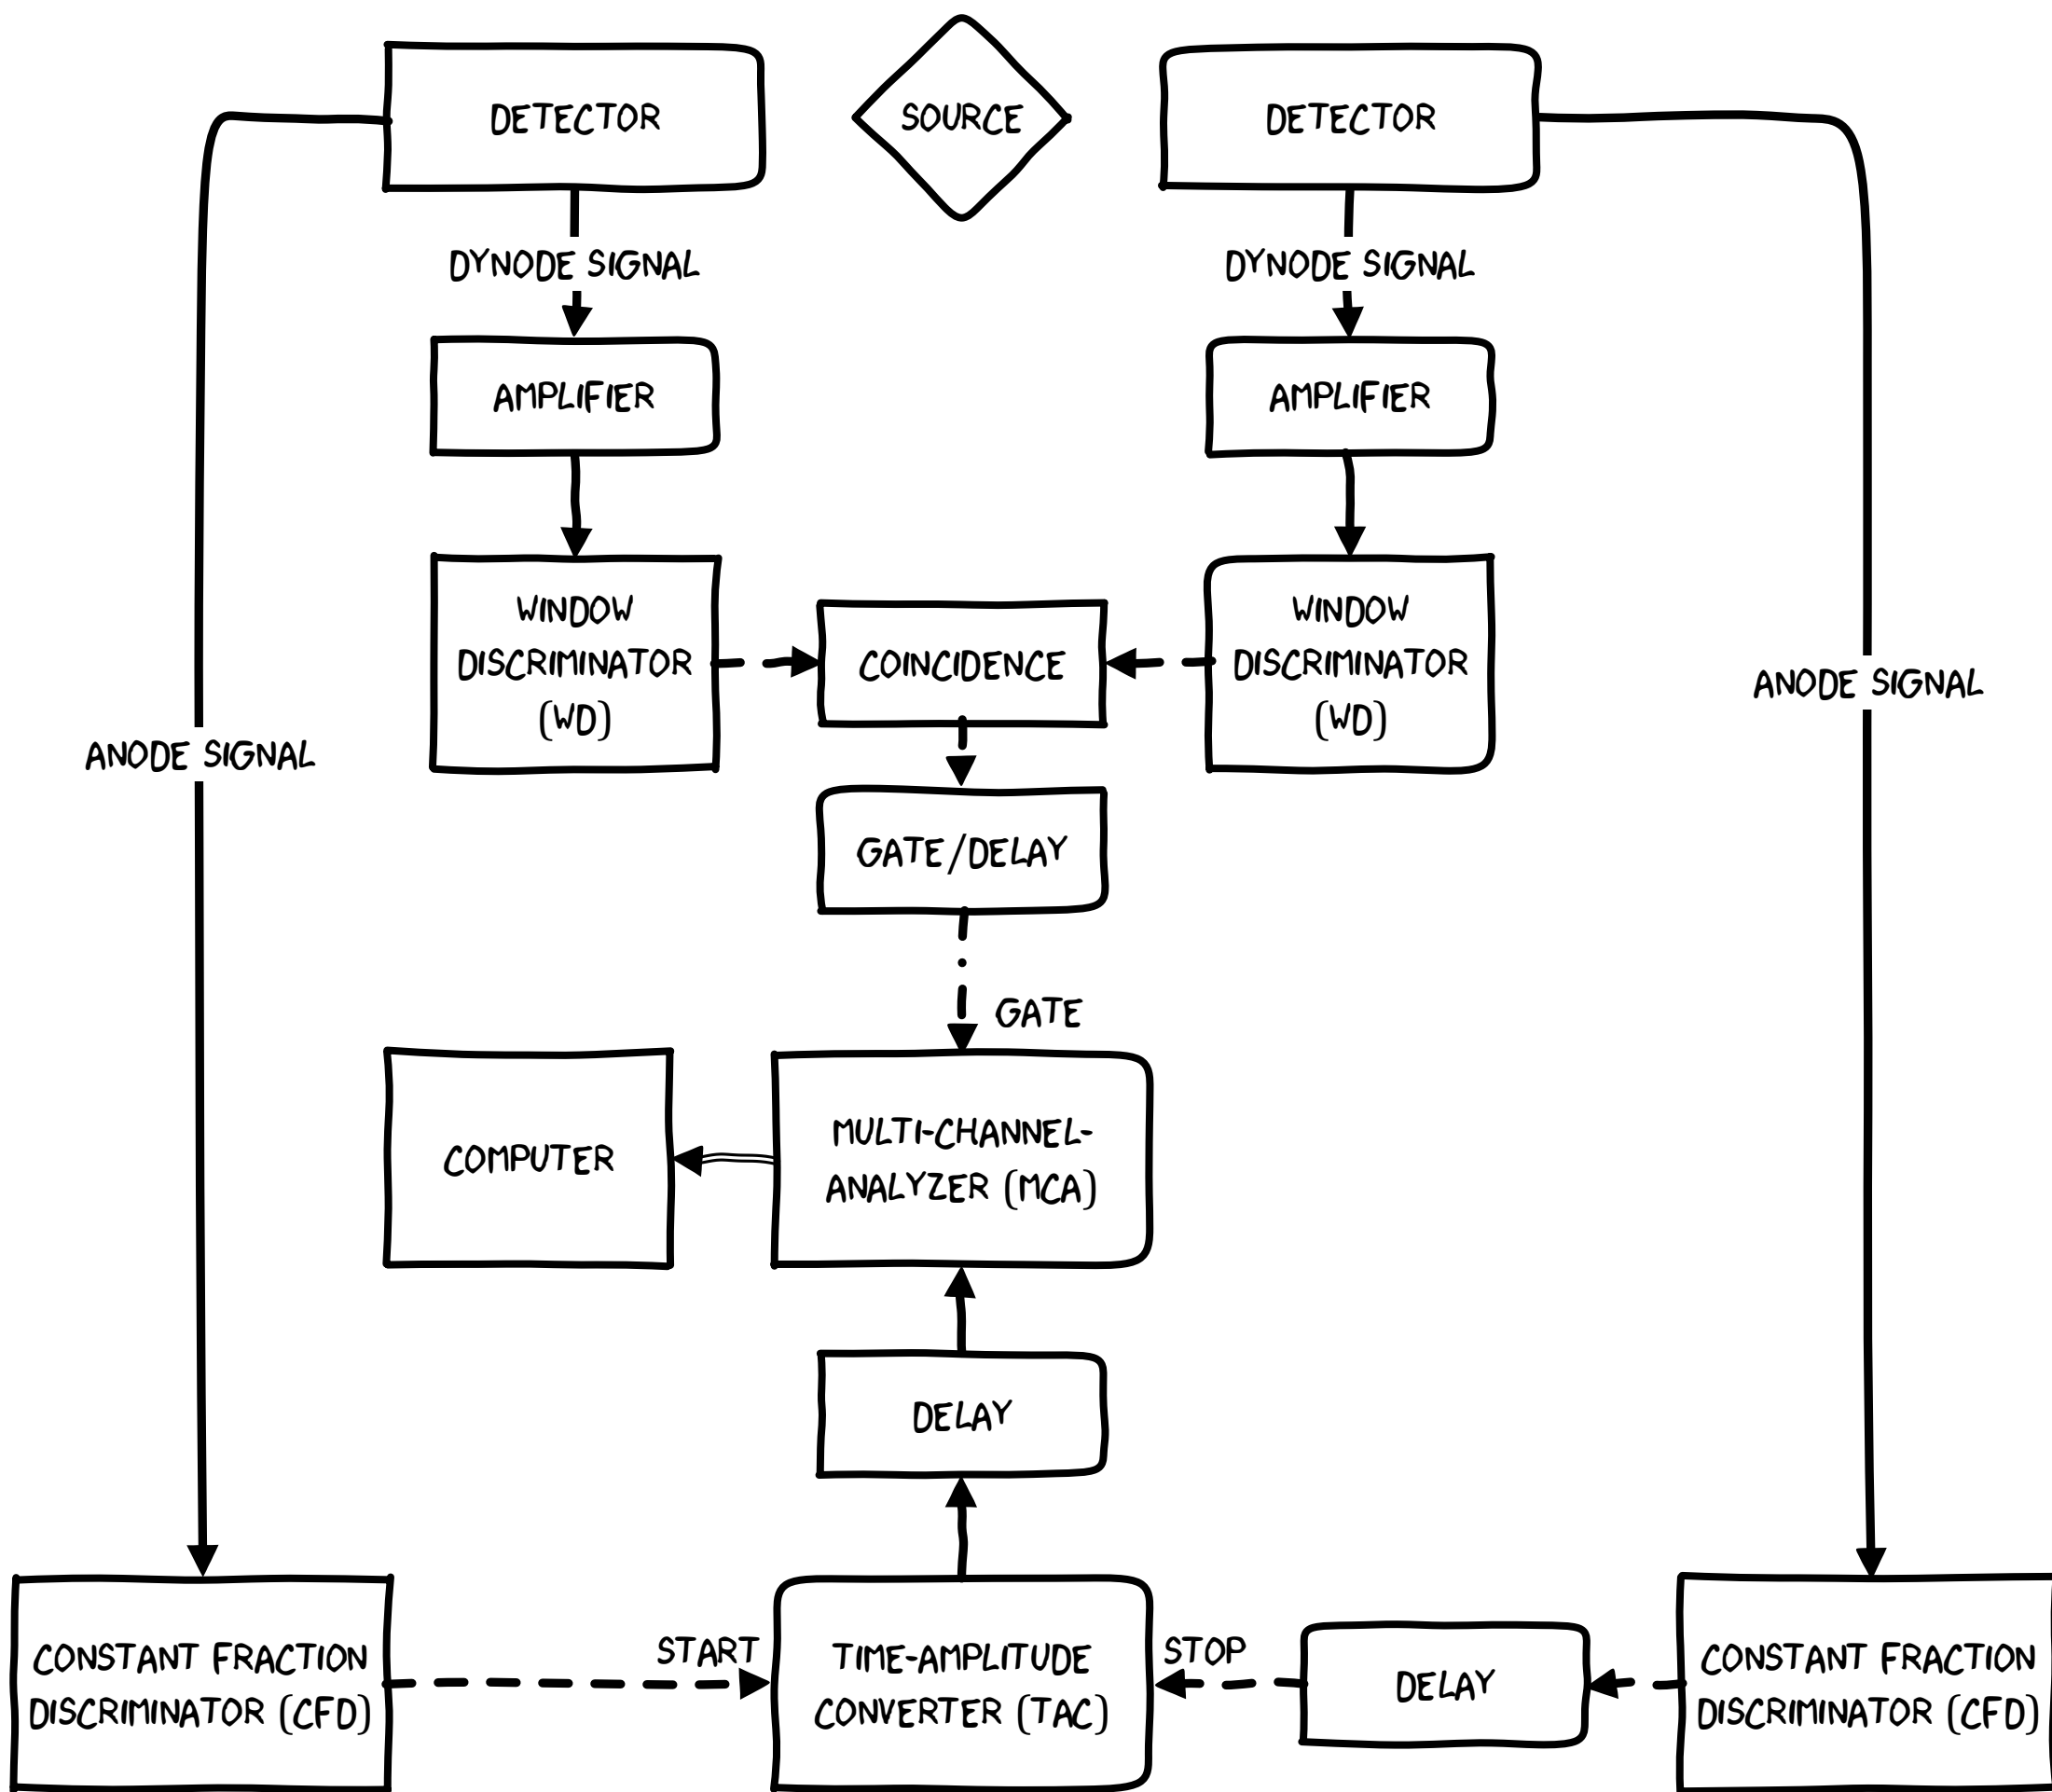 DETECTOR
SOURCE
DETECTOR
DYNODE SIGNAL
DYNODE SIGNAL
AMPLIFIER
AMPLIFIER
WINDOW
DISCRIMINATOR
(WD)
COINCIDENCE
WINDOW
DISCRIMINATOR
(WD)
ANODE SIGNAL
ANODE SIGNAL
GATE/DELAY
GATE
COMPUTER
MULTI-CHANNEL-
ANALYZER (MCA)
DELAY
CONSTANT FRACTION
DISCRIMINATOR (CFD)
START
TIME-AMPLITUDE
CONVERTER (TAC)
STOP
DELAY
CONSTANT FRACTION
DISCRIMINATOR (CFD)